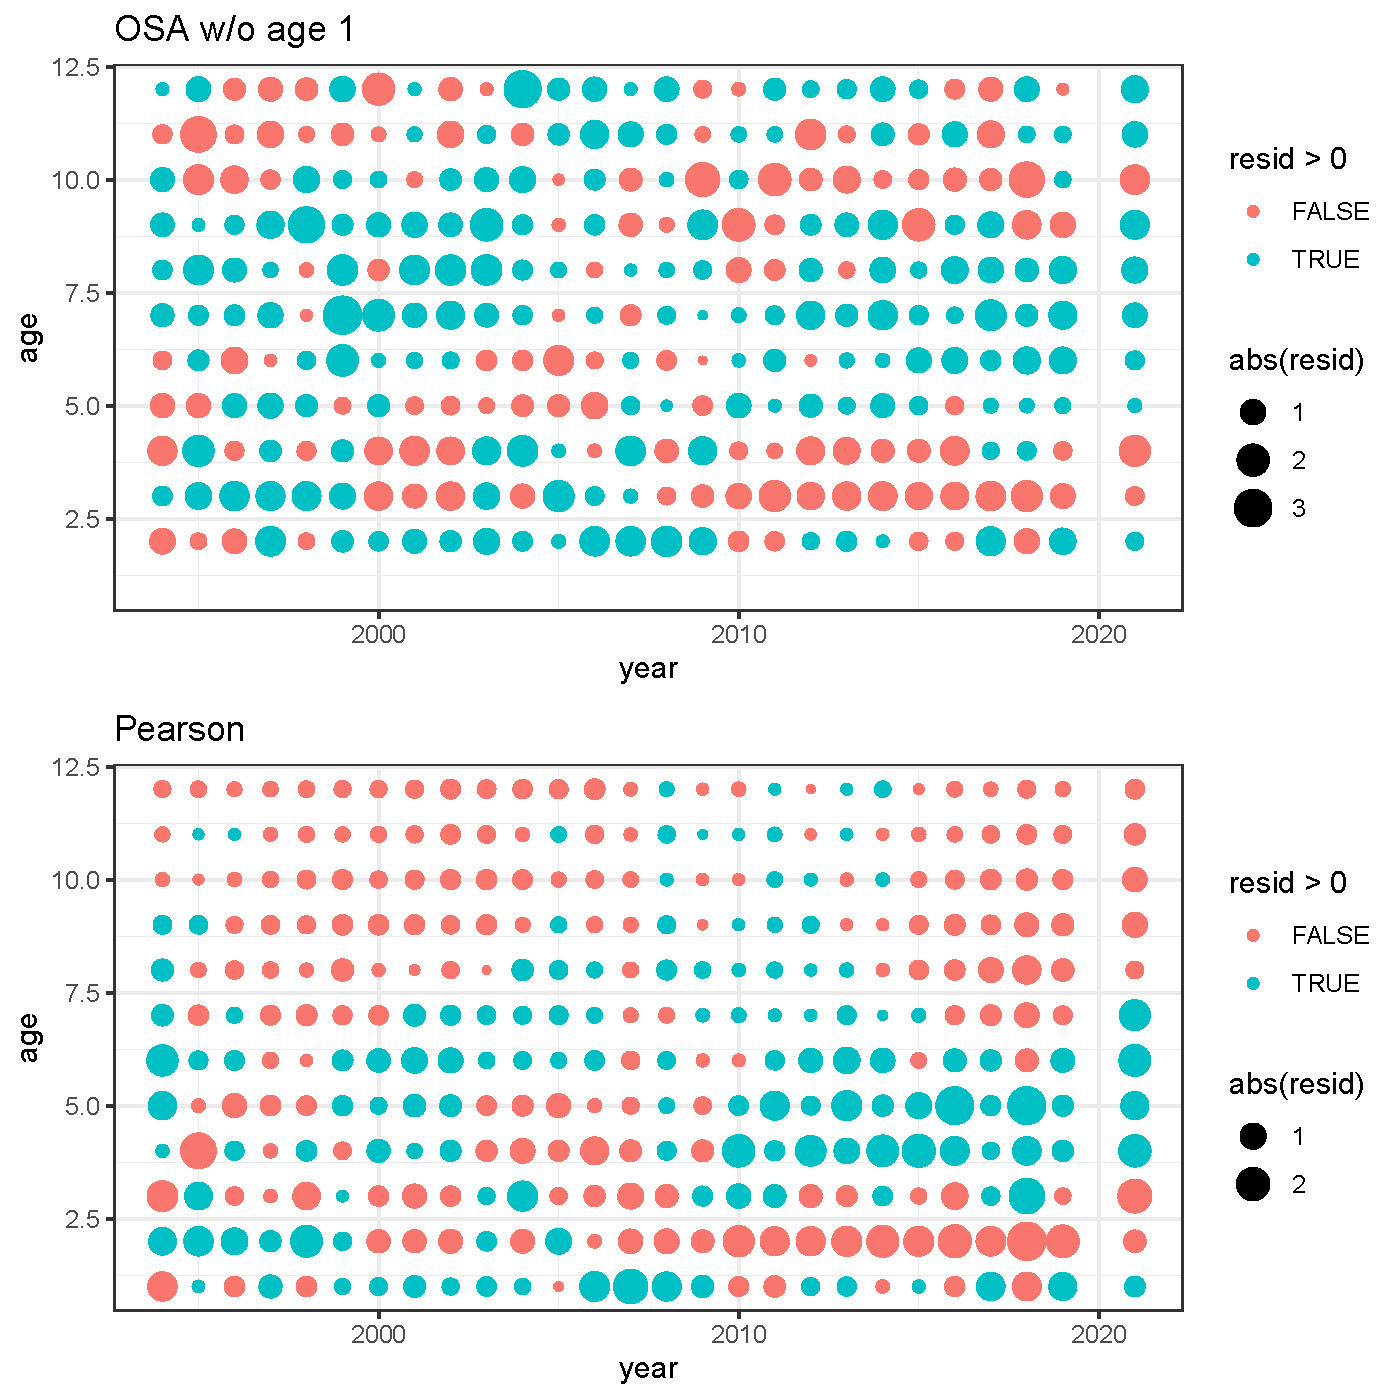 OSA w/o age 1
12.5
10.0
7.5
5.0
2.5
age
2000 2010 2020
year
resid > 0
FALSE
TRUE
abs(resid)
1
2
3
Pearson
12.5
10.0
7.5
5.0
2.5
age
2000 2010 2020
year
resid > 0
FALSE
TRUE
abs(resid)
1
2